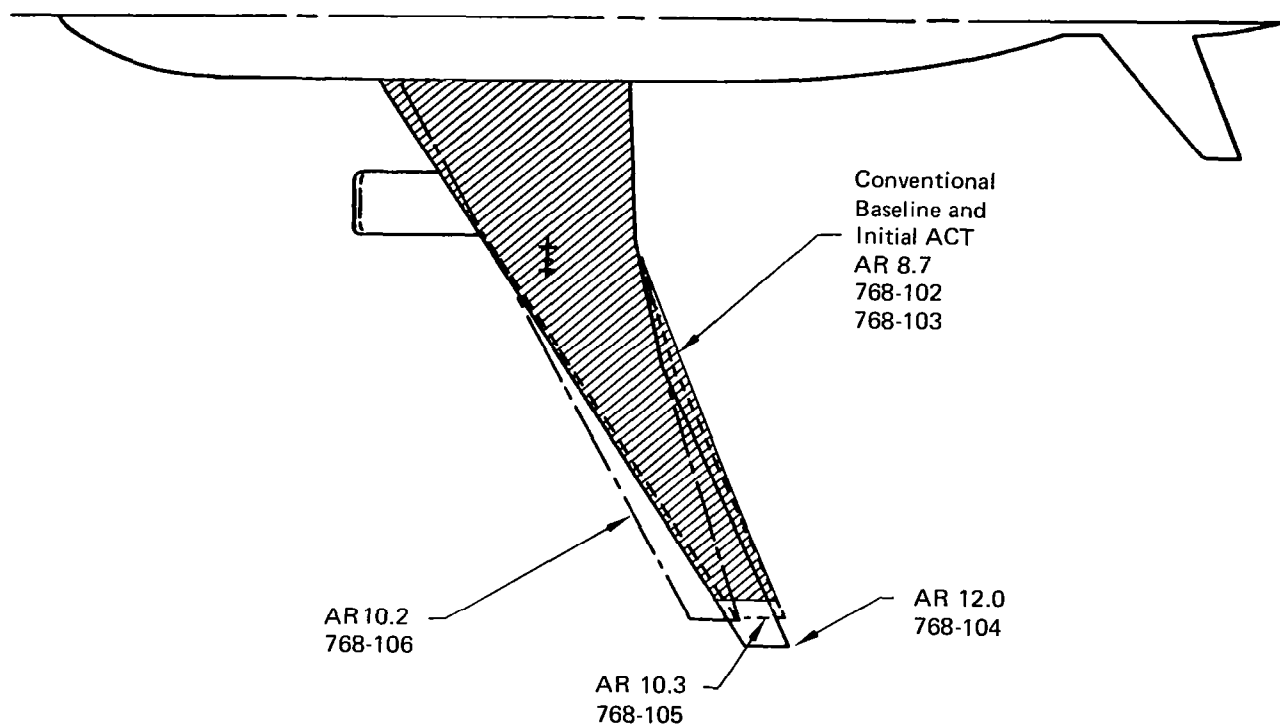 Conventional
Baseline and
Initial ACT
AR 8.7
768-102
768-103
AR 10.2
768-106
AR 12.0
768-104
AR 10.3
768-105